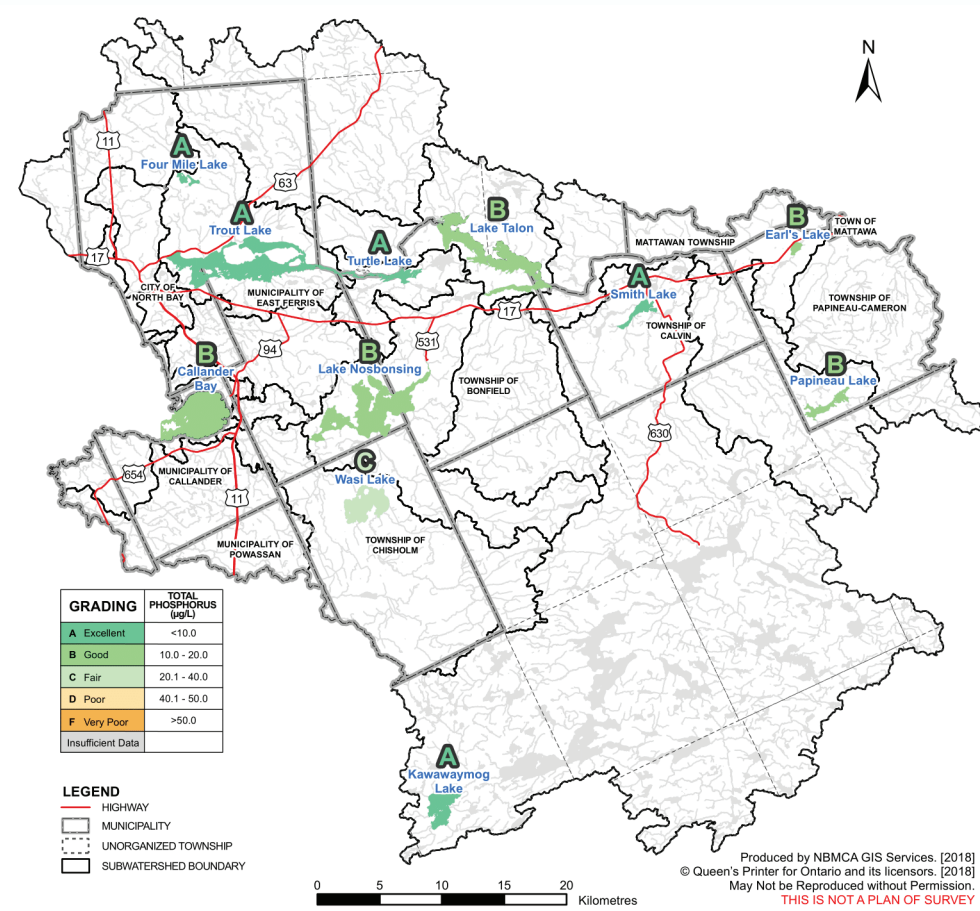 N
11
A
Four Mile Lake
63
A
Trout Lake
A
Turtle Lake
B
Lake Talon
B
Earl's Lake
TOWN OF
MATTAWA
MATTAWAN TOWNSHIP
17
CITY OF
NORTH BAY
MUNICIPALITY OF
EAST FERRIS
A
Smith Lake
17
TOWNSHIP OF
CALVIN
TOWNSHIP OF
PAPINEAU-CAMERON
B
Callander
Bay
94
B
Lake Nosbonsing
531
TOWNSHIP OF
BONFIELD
B
Papineau Lake
630
654
MUNICIPALITY OF
CALLANDER
11
C
Wasi Lake
MUNICIPALITY OF
POWASSAN
TOWNSHIP OF
CHISHOLM
GRADING
TOTAL
PHOSPHORUS
(µg/L)
A Excellent <10.0
B Good 10.0 - 20.0
C Fair 20.1 - 40.0
D Poor 40.1 - 50.0
F Very Poor >50.0
Insufficient Data
A
Kawawaymog
Lake
LEGEND
HIGHWAY
MUNICIPALITY
UNORGANIZED TOWNSHIP
SUBWATERSHED BOUNDARY
0 5 10 15 20
Kilometres
Produced by NBMCA GIS Services. [2018]
© Queen's Printer for Ontario and its licensors. [2018]
May Not be Reproduced without Permission.
THIS IS NOT A PLAN OF SURVEY